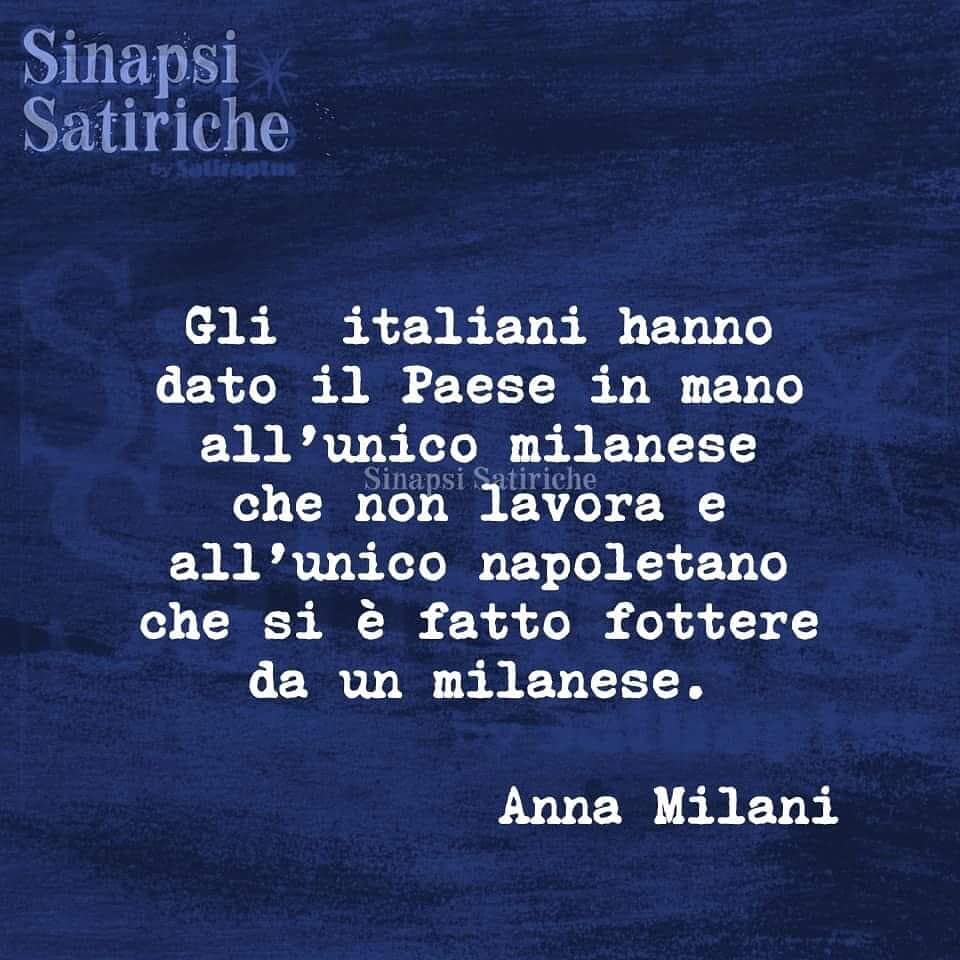 Sinapsi
Satiriche
by Satiraptus
Gli italiani hanno
dato il Paese in mano
all'unico milanese
Sinapsi Satiriche
che non lavora e
all'unico napoletano
che si è fatto fottere
da un milanese.
Anna Milani